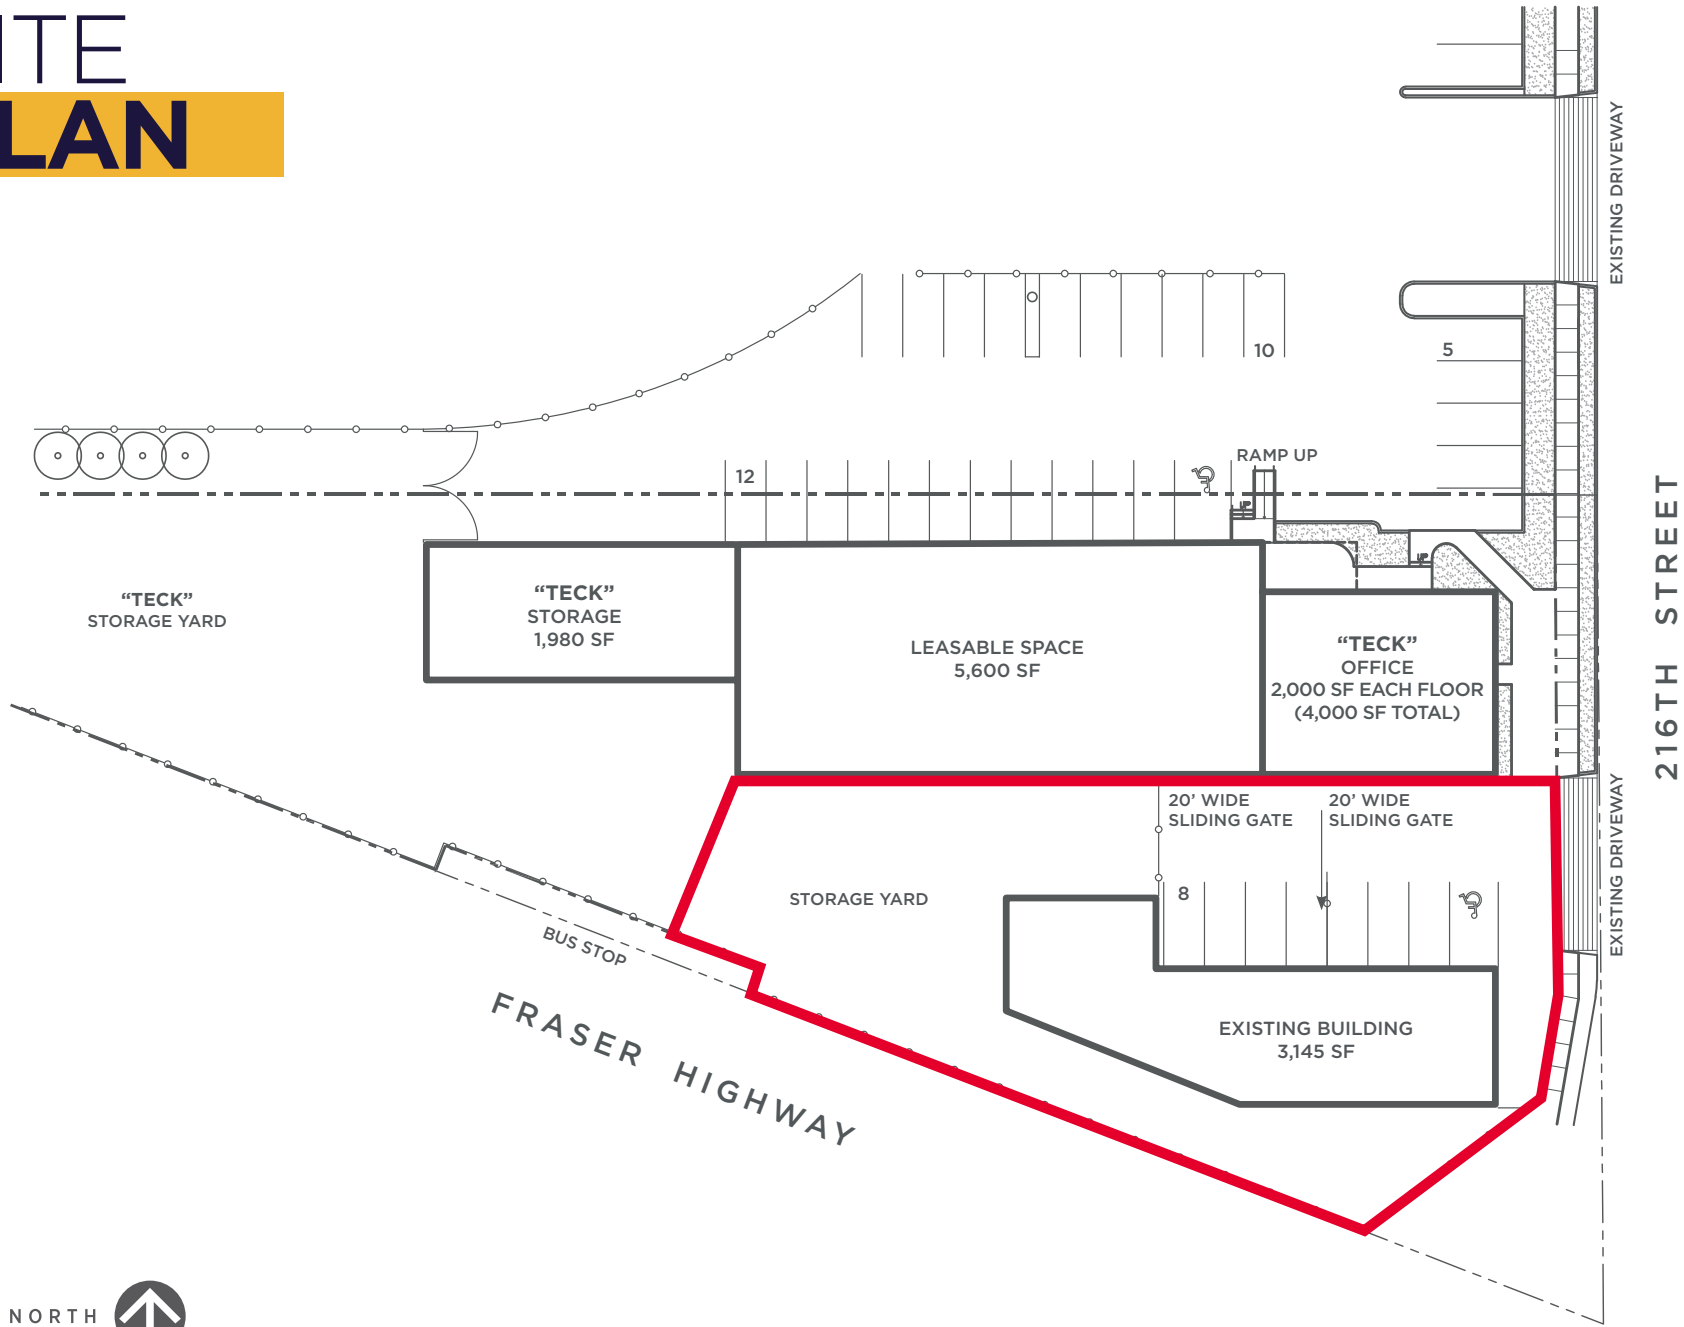 ITE
LAN
EXISTING DRIVEWAY
10
5
RAMP UP
12
UP
UP
216TH STREET
“TECK”
STORAGE YARD
“TECK”
STORAGE
1,980 SF
LEASABLE SPACE
5,600 SF
“TECK”
OFFICE
2,000 SF EACH FLOOR
(4,000 SF TOTAL)
20’ WIDE
SLIDING GATE
20’ WIDE
SLIDING GATE
EXISTING DRIVEWAY
STORAGE YARD
8
BUS STOP
FRASER HIGHWAY
EXISTING BUILDING
3,145 SF
NORTH